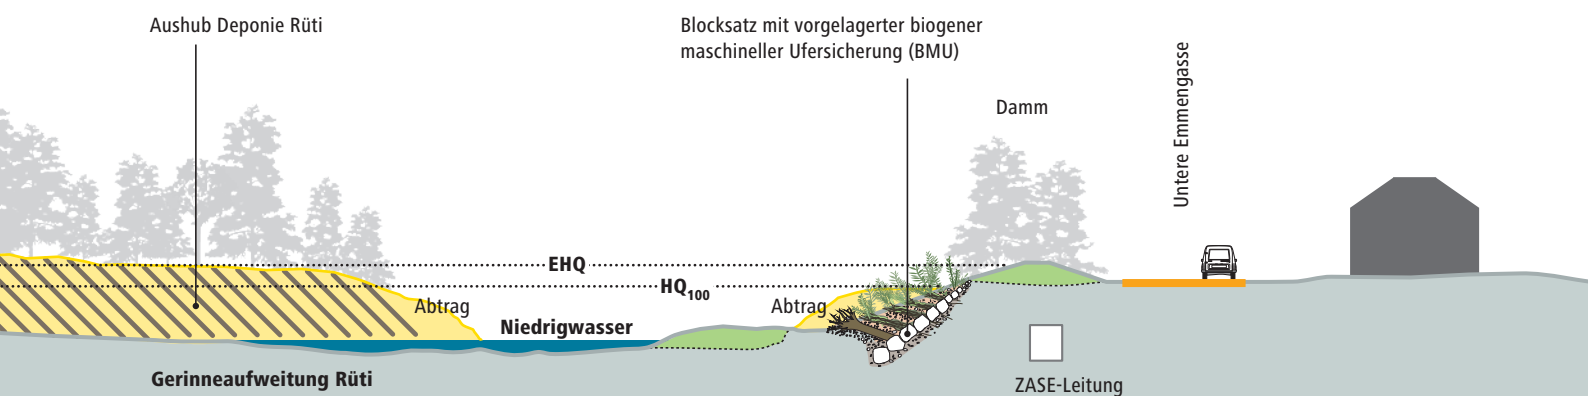 Aushub Deponie Rüti
Blocksatz mit vorgelagerter biogener
maschineller Ufersicherung (BMU)
Damm
Untere Emmengasse
EHQ
HQ100
Abtrag
Abtrag
Niedrigwasser
Gerinneaufweitung Rüti
ZASE-Leitung